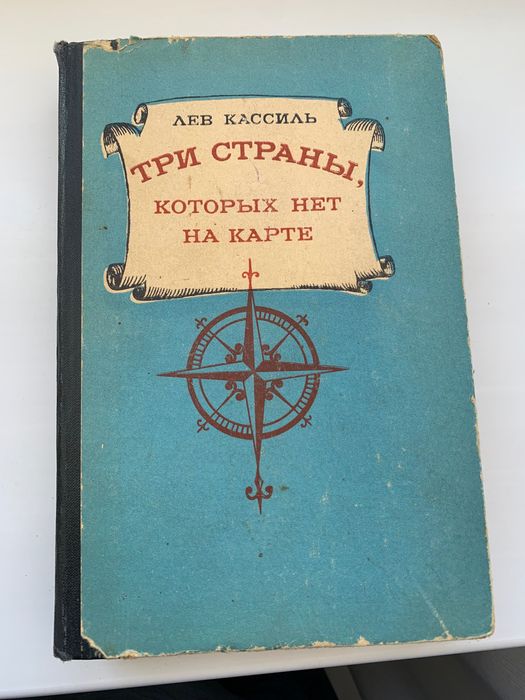 ЛЕВ КАССИЛЬ
ТРИ СТРАНЫ,
КОТОРЫХ НЕТ
НА КАРТЕ